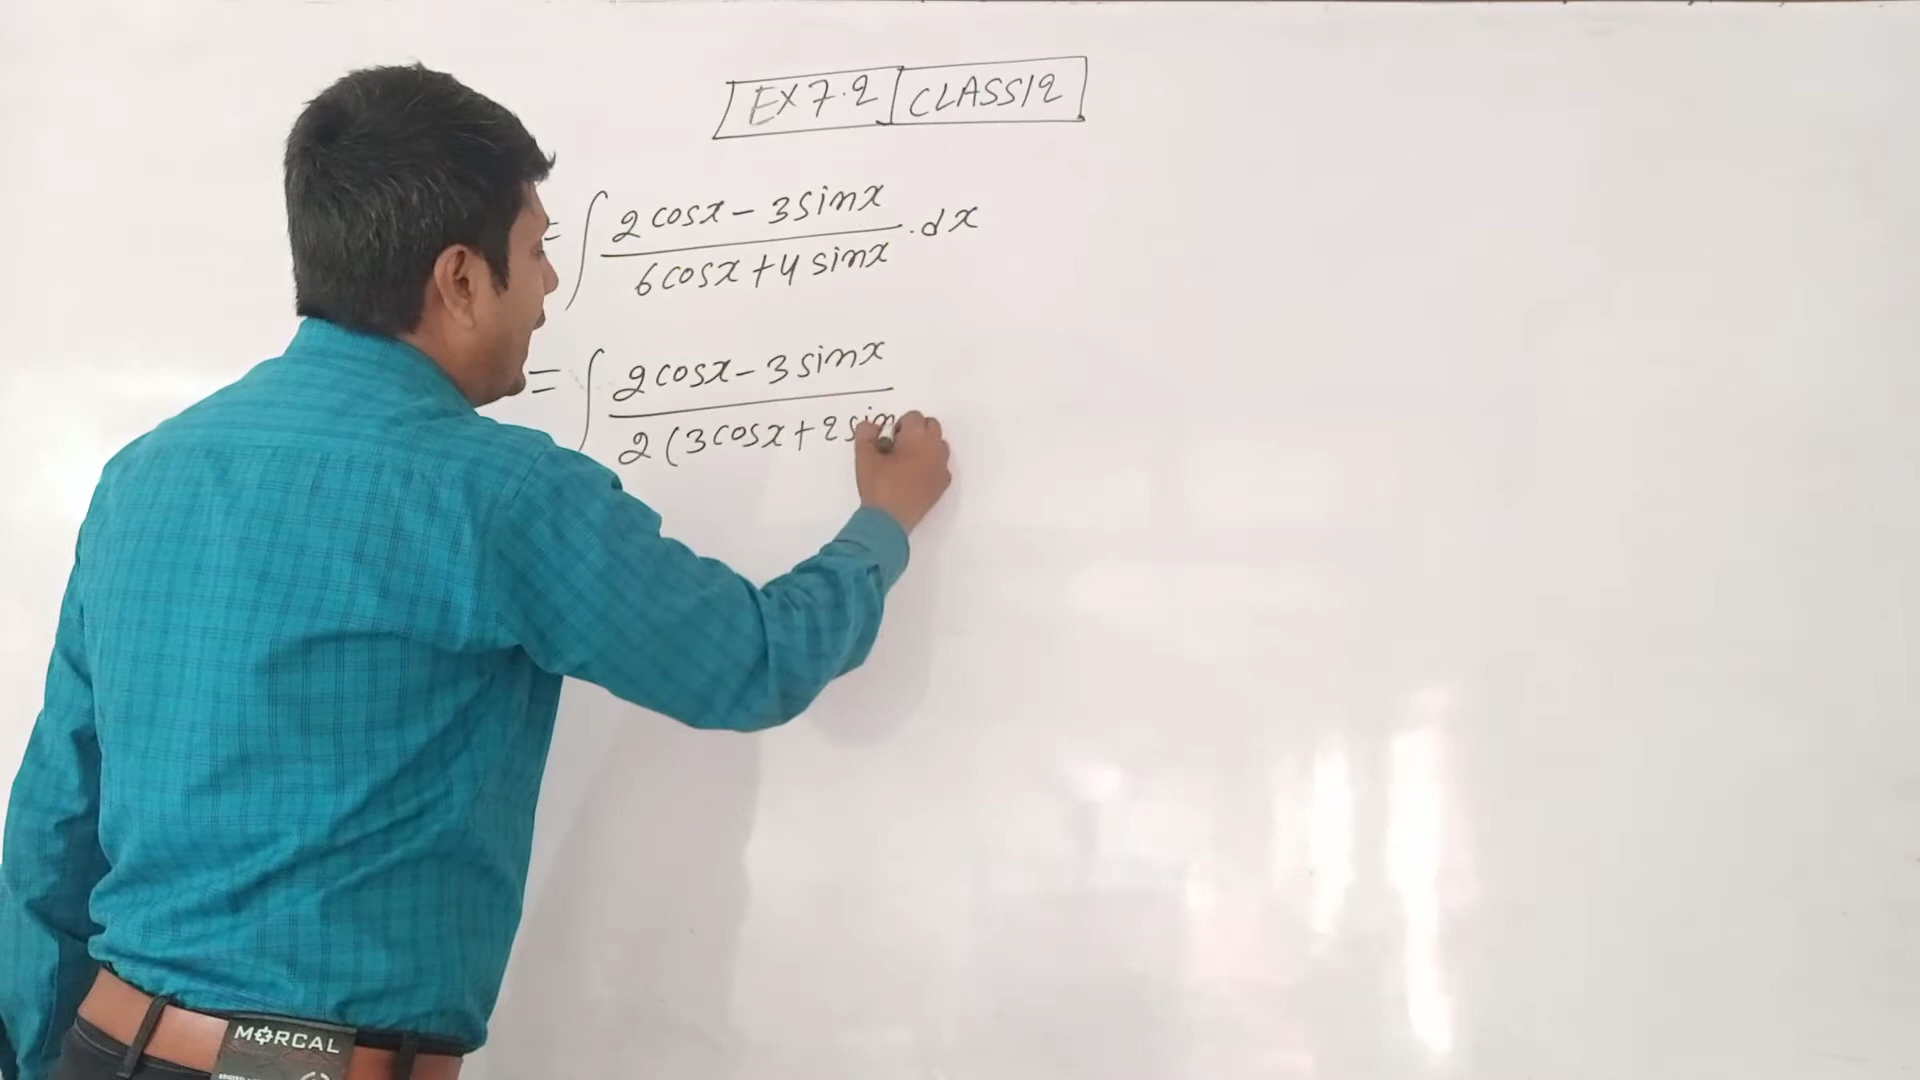 EX 7.2 CLASS 12
= ∫ (2cosx - 3sinx)/(6cosx + 4sinx) . dx
= ∫ (2cosx - 3sinx)/(2(3cosx + 2sin
MORCAL